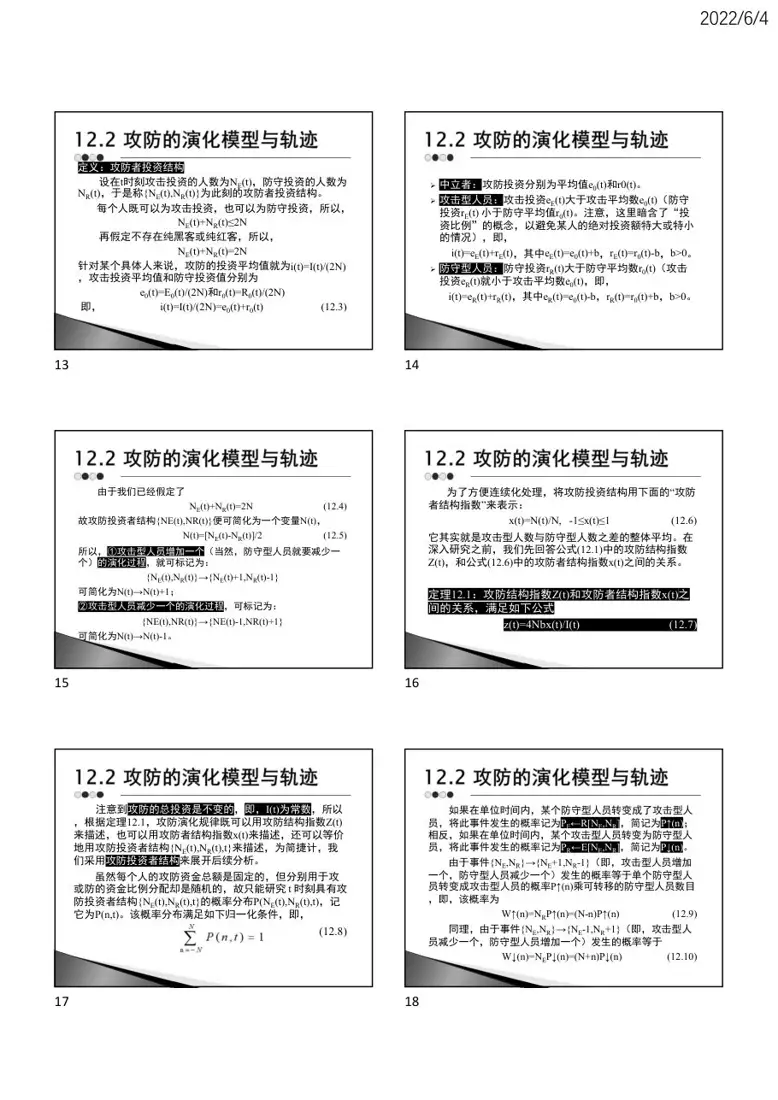 2022/6/4
12.2 攻防的演化模型与轨迹
定义：攻防者投资结构
设在t时刻攻击投资的人数为N_E(t)，防守投资的人数为
N_R(t)，于是称{N_E(t),N_R(t)}为此刻的攻防者投资结构。
每个人既可以为攻击投资，也可以为防守投资，所以，
N_E(t)+N_R(t)≤2N
再假定不存在纯黑客或纯红客，所以，
N_E(t)+N_R(t)=2N
针对某个具体人来说，攻防的投资平均值就为i(t)=I(t)/(2N)
，攻击投资平均值和防守投资值分别为
e_0(t)=E_0(t)/(2N)和r_0(t)=R_0(t)/(2N)
即， i(t)=I(t)/(2N)=e_0(t)+r_0(t) (12.3)
13
12.2 攻防的演化模型与轨迹
➢ 中立者：攻防投资分别为平均值e_0(t)和r0(t)。
➢ 攻击型人员：攻击投资e_E(t)大于攻击平均数e_0(t)（防守
投资r_E(t) 小于防守平均值r_0(t)。注意，这里暗含了“投
资比例”的概念，以避免某人的绝对投资额特大或特小
的情况），即，
i(t)=e_E(t)+r_E(t)，其中e_E(t)=e_0(t)+b，r_E(t)=r_0(t)-b，b>0。
➢ 防守型人员：防守投资r_R(t)大于防守平均数r_0(t)（攻击
投资e_R(t)就小于攻击平均数e_0(t)，即，
i(t)=e_R(t)+r_R(t)，其中e_R(t)=e_0(t)-b，r_R(t)=r_0(t)+b，b>0。
14
12.2 攻防的演化模型与轨迹
由于我们已经假定了
N_E(t)+N_R(t)=2N (12.4)
故攻防投资者结构{NE(t),NR(t)}便可简化为一个变量N(t)，
N(t)=[N_E(t)-N_R(t)]/2 (12.5)
所以，①攻击型人员增加一个（当然，防守型人员就要减少一
个）的演化过程，就可标记为：
{N_E(t),N_R(t)}→{N_E(t)+1,N_R(t)-1}
可简化为N(t)→N(t)+1；
②攻击型人员减少一个的演化过程，可标记为：
{NE(t),NR(t)}→{NE(t)-1,NR(t)+1}
可简化为N(t)→N(t)-1。
15
12.2 攻防的演化模型与轨迹
为了方便连续化处理，将攻防投资结构用下面的“攻防
者结构指数”来表示：
x(t)=N(t)/N，-1≤x(t)≤1 (12.6)
它其实就是攻击型人数与防守型人数之差的整体平均。在
深入研究之前，我们先回答公式(12.1)中的攻防结构指数
Z(t)，和公式(12.6)中的攻防者结构指数x(t)之间的关系。
定理12.1：攻防结构指数Z(t)和攻防者结构指数x(t)之
间的关系，满足如下公式
z(t)=4Nbx(t)/I(t) (12.7)
16
12.2 攻防的演化模型与轨迹
注意到攻防的总投资是不变的，即，I(t)为常数，所以
，根据定理12.1，攻防演化规律既可以用攻防结构指数Z(t)
来描述，也可以用攻防者结构指数x(t)来描述，还可以等价
地用攻防投资者结构{N_E(t),N_R(t),t}来描述，为简捷计，我
们采用攻防投资者结构来展开后续分析。
虽然每个人的攻防资金总额是固定的，但分别用于攻
或防的资金比例分配却是随机的，故只能研究 t 时刻具有攻
防投资者结构{N_E(t),N_R(t),t}的概率分布P(N_E(t),N_R(t),t)，记
它为P(n,t)。该概率分布满足如下归一化条件，即，
∑_{n=-N}^{N} P(n,t) = 1 (12.8)
17
12.2 攻防的演化模型与轨迹
如果在单位时间内，某个防守型人员转变成了攻击型人
员，将此事件发生的概率记为P_E←R[N_E,N_R]，简记为P↑(n)；
相反，如果在单位时间内，某个攻击型人员转变为防守型人
员，将此事件发生的概率记为P_R←E[N_E,N_R]，简记为P↓(n)。
由于事件{N_E,N_R}→{N_E+1,N_R-1}（即，攻击型人员增加
一个，防守型人员减少一个）发生的概率等于单个防守型人
员转变成攻击型人员的概率P↑(n)乘可转移的防守型人员数目
，即，该概率为
W↑(n)=N_RP↑(n)=(N-n)P↑(n) (12.9)
同理，由于事件{N_E,N_R}→{N_E-1,N_R+1}（即，攻击型人
员减少一个，防守型人员增加一个）发生的概率等于
W↓(n)=N_EP↓(n)=(N+n)P↓(n) (12.10)
18